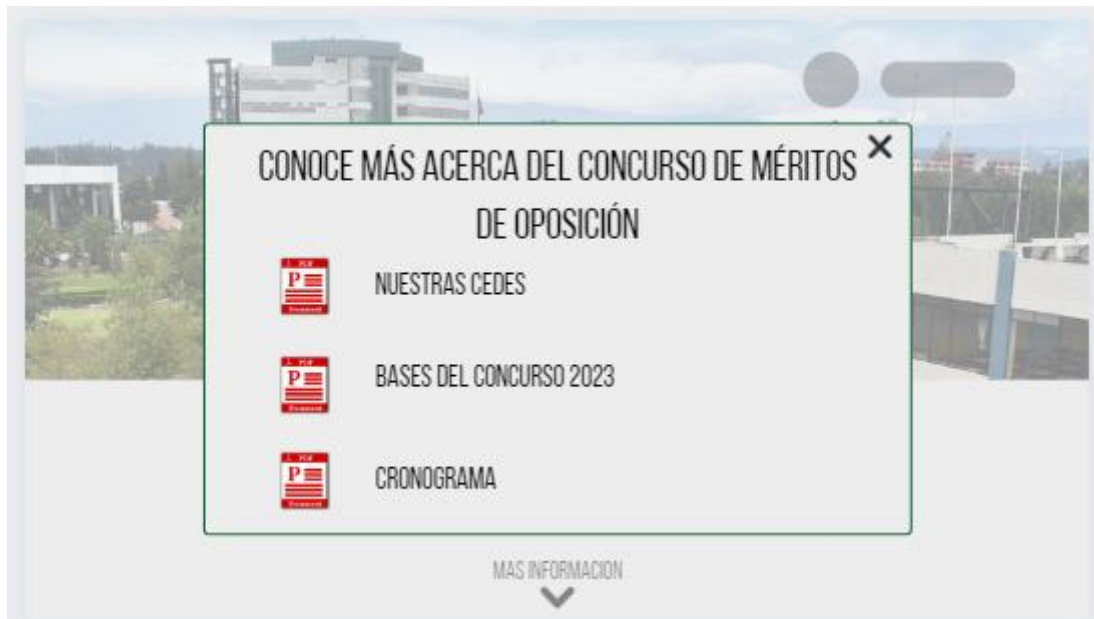 CONOCE MÁS ACERCA DEL CONCURSO DE MÉRITOS
DE OPOSICIÓN
NUESTRAS CEDES
BASES DEL CONCURSO 2023
CRONOGRAMA
MAS INFORMACION